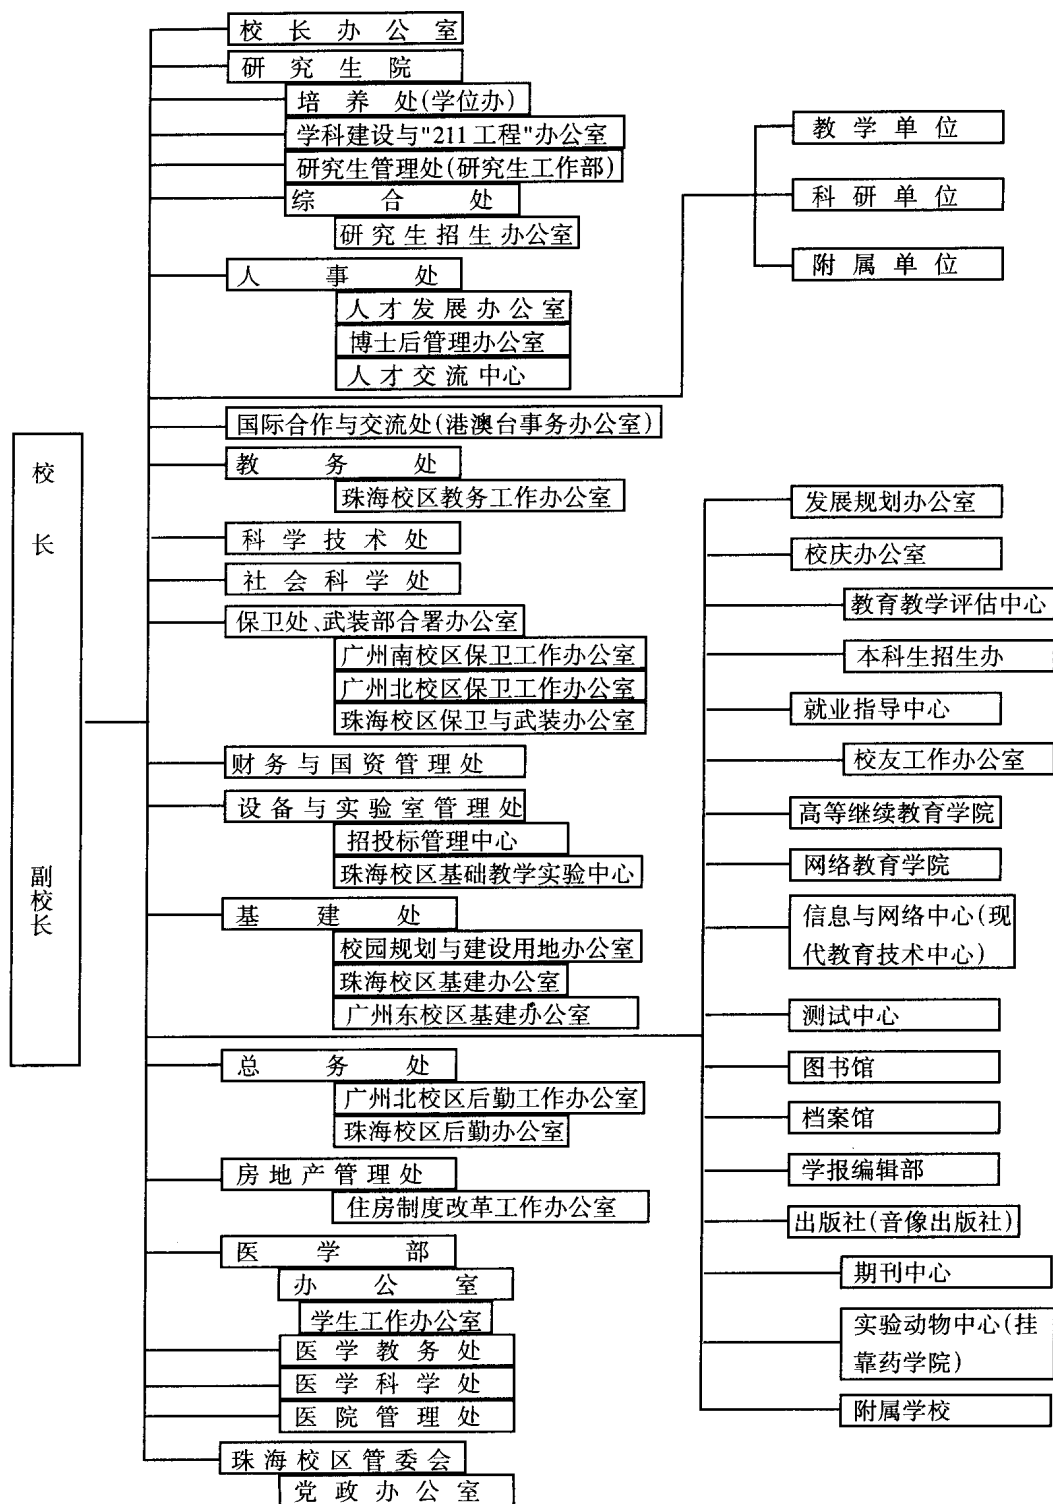 校长
副校长
校长办公室
研究生院
培养处(学位办)
学科建设与"211工程"办公室
研究生管理处(研究生工作部)
综合处
研究生招生办公室
人事处
人才发展办公室
博士后管理办公室
人才交流中心
国际合作与交流处(港澳台事务办公室)
教务处
珠海校区教务工作办公室
科学技术处
社会科学处
保卫处、武装部合署办公室
广州南校区保卫工作办公室
广州北校区保卫工作办公室
珠海校区保卫与武装办公室
财务与国资管理处
设备与实验室管理处
招投标管理中心
珠海校区基础教学实验中心
基建处
校园规划与建设用地办公室
珠海校区基建办公室
广州东校区基建办公室
总务处
广州北校区后勤工作办公室
珠海校区后勤办公室
房地产管理处
住房制度改革工作办公室
医学部
办公室
学生工作办公室
医学教务处
医学科学处
医院管理处
珠海校区管委会
党政办公室
教学单位
科研单位
附属单位
发展规划办公室
校庆办公室
教育教学评估中心
本科生招生办
就业指导中心
校友工作办公室
高等继续教育学院
网络教育学院
信息与网络中心(现
代教育技术中心)
测试中心
图书馆
档案馆
学报编辑部
出版社(音像出版社)
期刊中心
实验动物中心(挂
靠药学院)
附属学校